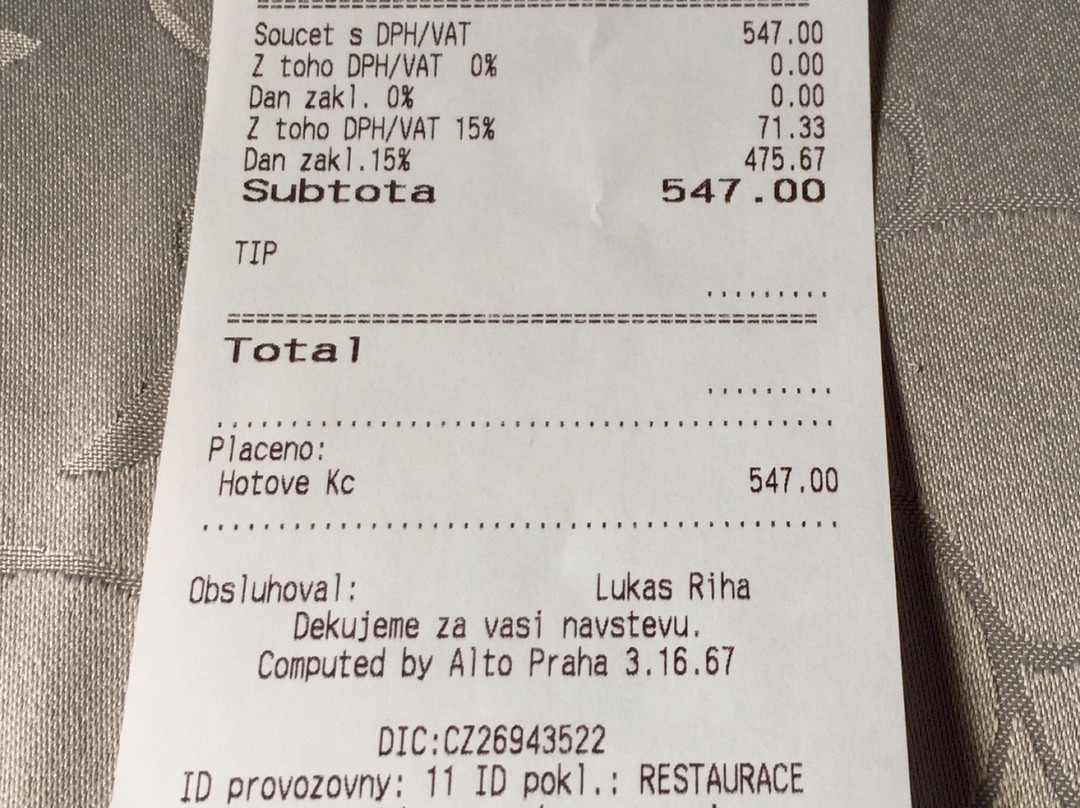 Soucet s DPH/VAT 547.00
Z toho DPH/VAT 0% 0.00
Dan zakl. 0% 0.00
Z toho DPH/VAT 15% 71.33
Dan zakl.15% 475.67
Subtota 547.00
TIP
.........
Total
.........
Placeno:
Hotove Kc 547.00
Obsluhoval: Lukas Riha
Dekujeme za vasi navstevu.
Computed by Alto Praha 3.16.67
DIC:CZ26943522
ID provozovny: 11 ID pokl.: RESTAURACE